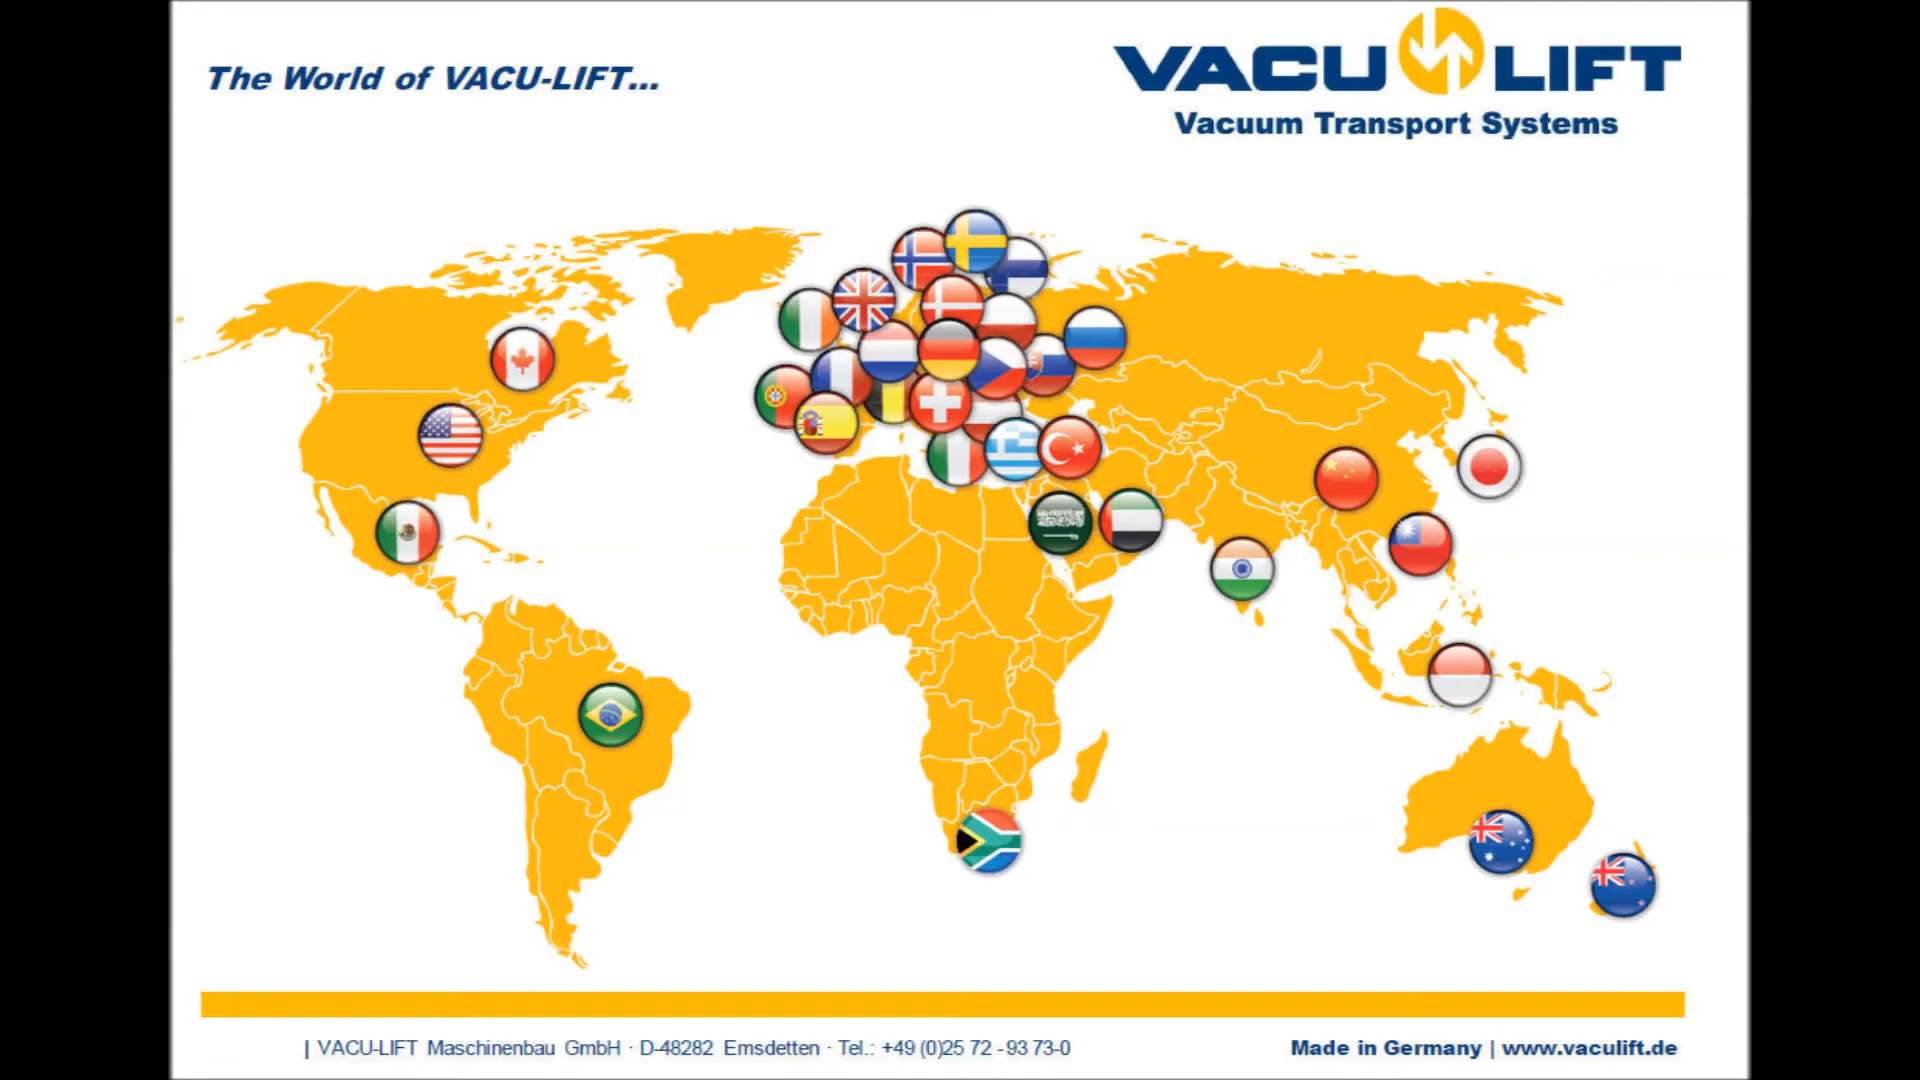 The World of VACU-LIFT...
VACU LIFT
Vacuum Transport Systems
| VACU-LIFT Maschinenbau GmbH · D-48282 Emsdetten · Tel.: +49 (0)25 72 - 93 73-0
Made in Germany | www.vaculift.de